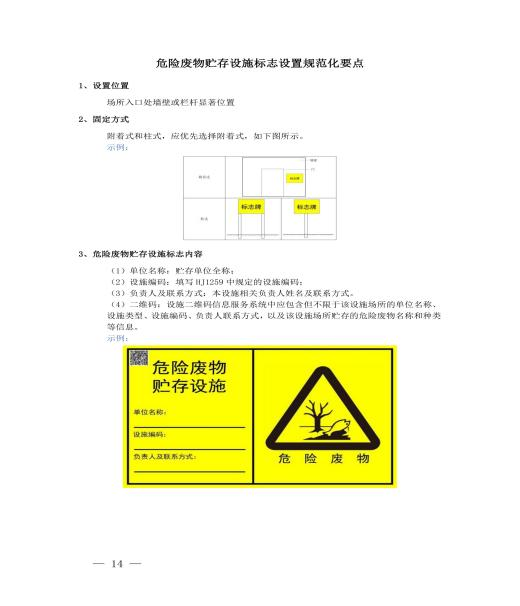 危险废物贮存设施标志设置规范化要点
1、设置位置
场所入口处墙壁或栏杆显著位置
2、固定方式
附着式和柱式，应优先选择附着式，如下图所示。
示例：
标志牌
标志牌
标志牌
3、危险废物贮存设施标志内容
（1）单位名称：贮存单位全称；
（2）设施编码：填写 HJ1259 中规定的设施编码；
（3）负责人及联系方式：本设施相关负责人姓名及联系方式。
（4）二维码：设施二维码信息服务系统中应包含但不限于该设施场所的单位名称、
设施类型、设施编码、负责人联系方式，以及该设施所贮存的危险废物名称和种类
等信息。
示例：
危险废物
贮存设施
单位名称：
设施编码：
负责人及联系方式：
危 险 废 物
— 14 —